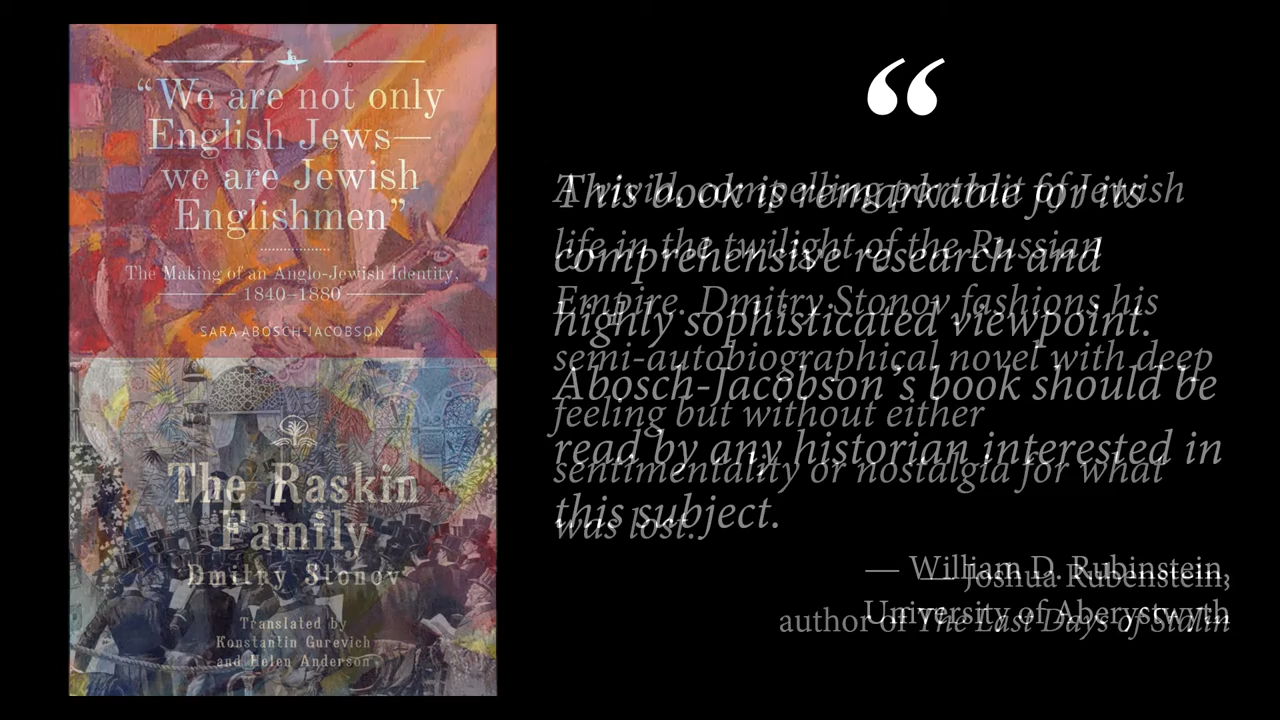 “We are not only
English Jews—
we are Jewish
Englishmen”
The Making of an Anglo-Jewish Identity,
1840–1880
SARA ABOSCH-JACOBSON
The Raskin
Family
Dmitry Stonov
Translated by
Konstantin Gurevich
and Helen Anderson
“
This book is remarkable for its
comprehensive research and
highly sophisticated viewpoint.
Abosch-Jacobson’s book should be
read by any historian interested in
this subject.
— William D. Rubinstein,
University of Aberystwyth
A vivid, compelling portrait of Jewish
life in the twilight of the Russian
Empire. Dmitry Stonov fashions his
semi-autobiographical novel with deep
feeling but without either
sentimentality or nostalgia for what
was lost.
— Joshua Rubenstein,
author of The Last Days of Stalin